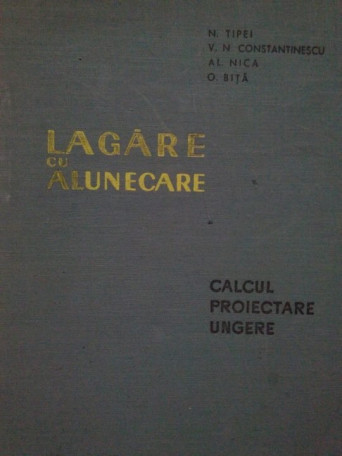 N. TIPEI
V. N. CONSTANTINESCU
AL. NICA
O. BIȚĂ
LAGĂRE
CU
ALUNECARE
CALCUL
PROIECTARE
UNGERE